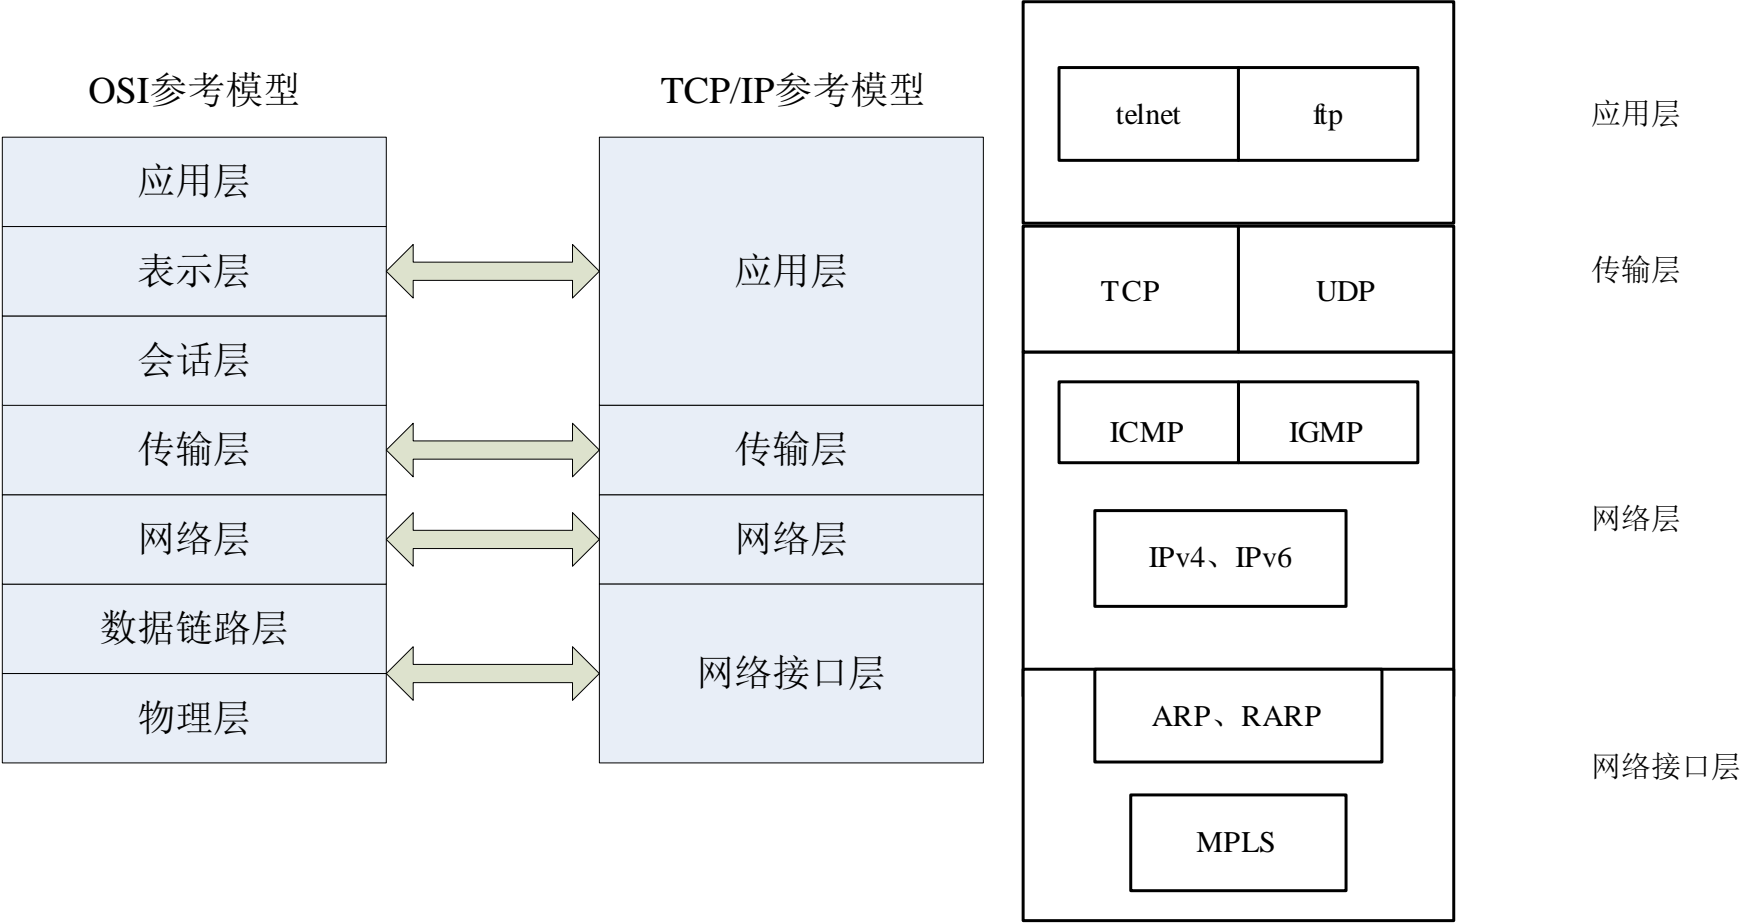 OSI参考模型
应用层
表示层
会话层
传输层
网络层
数据链路层
物理层
TCP/IP参考模型
应用层
传输层
网络层
网络接口层
telnet
ftp
应用层
TCP
UDP
传输层
ICMP
IGMP
IPv4、IPv6
网络层
ARP、RARP
MPLS
网络接口层